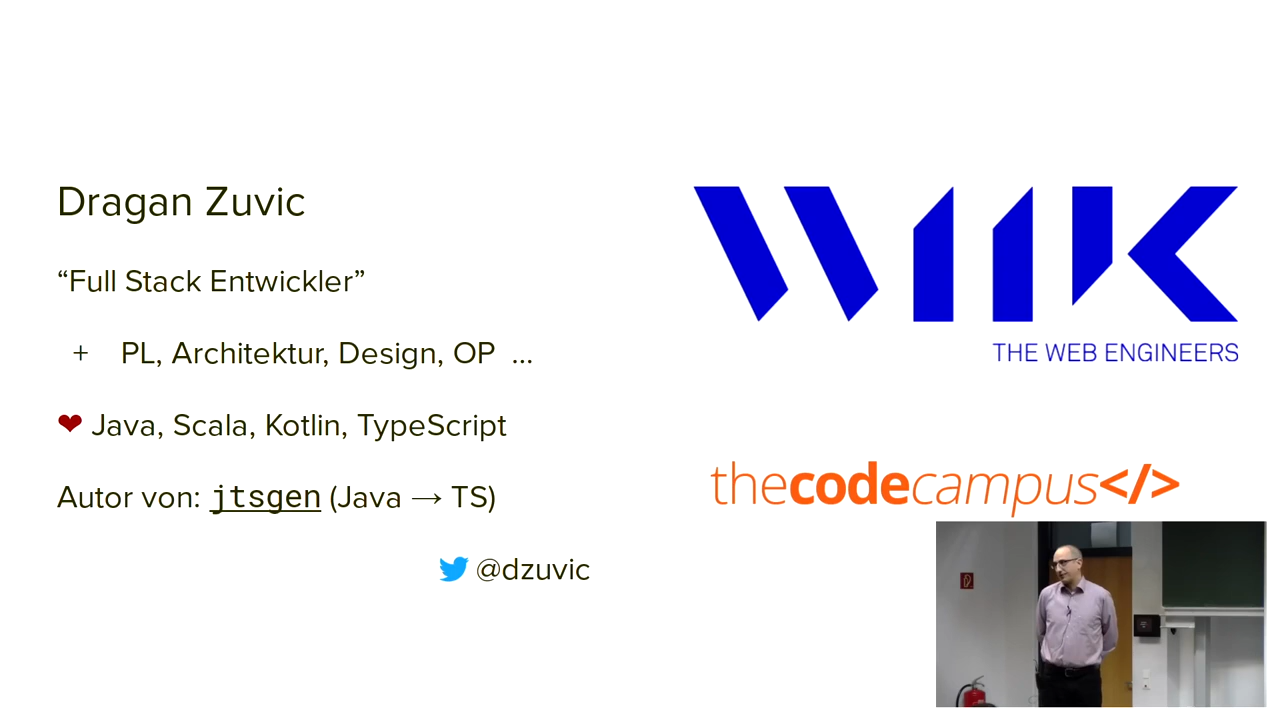 Dragan Zuvic
“Full Stack Entwickler”
+ PL, Architektur, Design, OP ...
❤ Java, Scala, Kotlin, TypeScript
Autor von: jtsgen (Java → TS)
@dzuvic
W11K
THE WEB ENGINEERS
thecodecampus</>